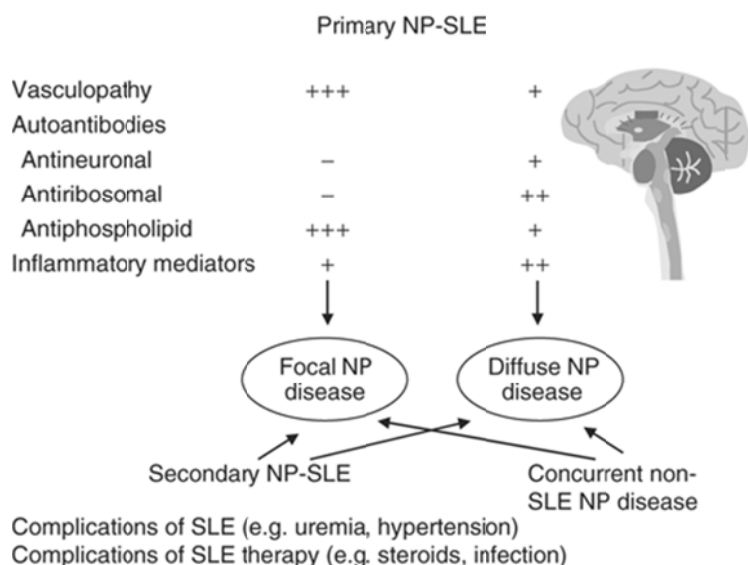 Primary NP-SLE
Vasculopathy +++ +
Autoantibodies
Antineuronal – +
Antiribosomal – ++
Antiphospholipid +++ +
Inflammatory mediators + ++
Focal NP disease
Diffuse NP disease
Secondary NP-SLE
Concurrent non-
SLE NP disease
Complications of SLE (e.g. uremia, hypertension)
Complications of SLE therapy (e.g. steroids, infection)